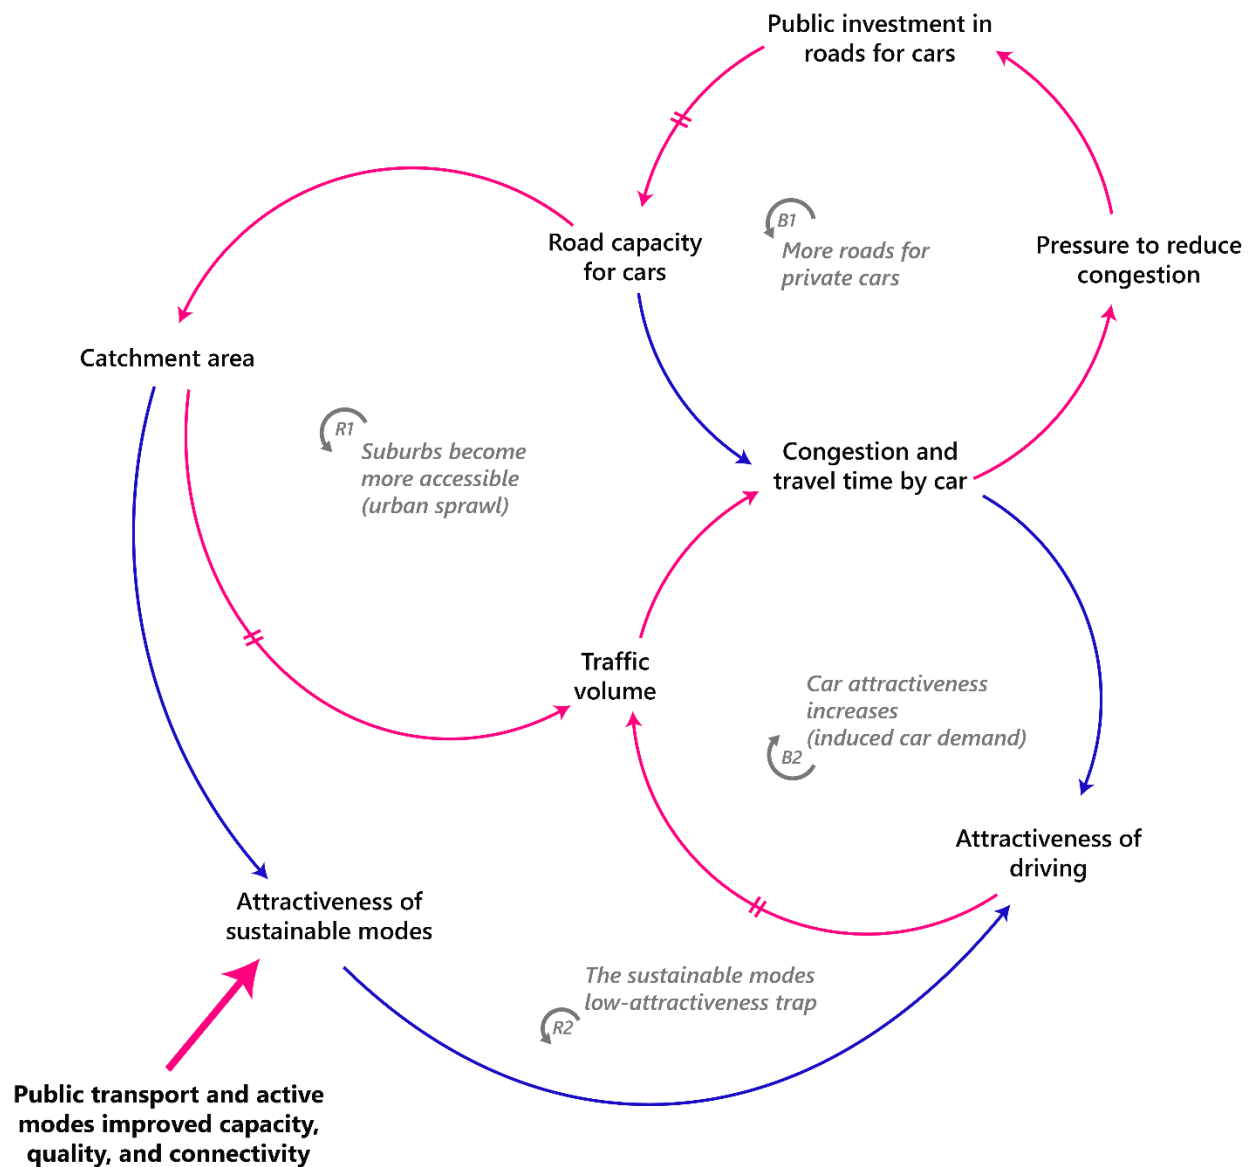 Public investment in
roads for cars
B1
More roads for
private cars
Road capacity
for cars
Pressure to reduce
congestion
Catchment area
R1
Suburbs become
more accessible
(urban sprawl)
Congestion and
travel time by car
Traffic
volume
Car attractiveness
increases
(induced car demand)
B2
Attractiveness of
driving
Attractiveness of
sustainable modes
The sustainable modes
low-attractiveness trap
R2
Public transport and active
modes improved capacity,
quality, and connectivity